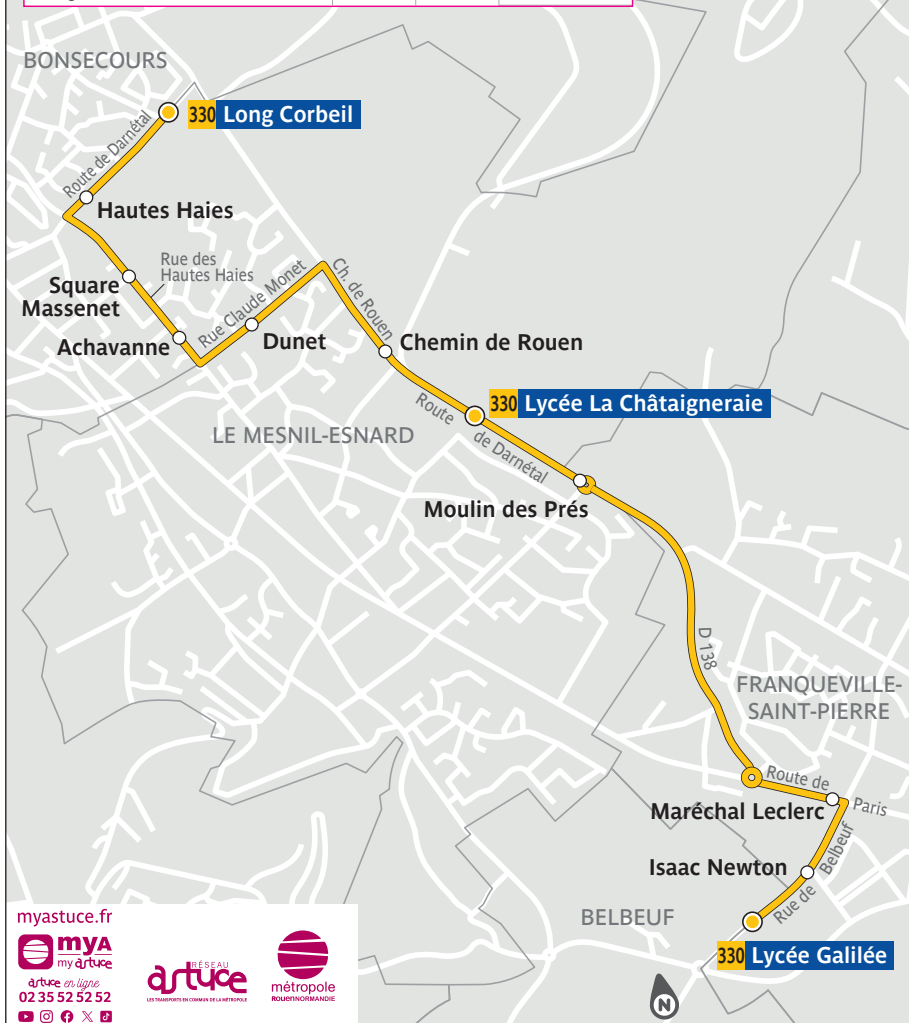 BONSECOURS
330 Long Corbeil
Route de Darnétal
Hautes Haies
Rue des
Hautes Haies
Square
Massenet
Achavanne
Rue Claude Monet
Dunet
Ch. de Rouen
Chemin de Rouen
330 Lycée La Châtaigneraie
Route
de Darnétal
LE MESNIL-ESNARD
Moulin des Prés
D 138
FRANQUEVILLE-
SAINT-PIERRE
Route de
Paris
Maréchal Leclerc
Isaac Newton
Rue de
Belbeuf
BELBEUF
330 Lycée Galilée
N
myastuce.fr
myA
my astuce
astuce en ligne
02 35 52 52 52
RÉSEAU
astuce
LES TRANSPORTS EN COMMUN DE LA MÉTROPOLE
métropole
ROUENNORMANDIE